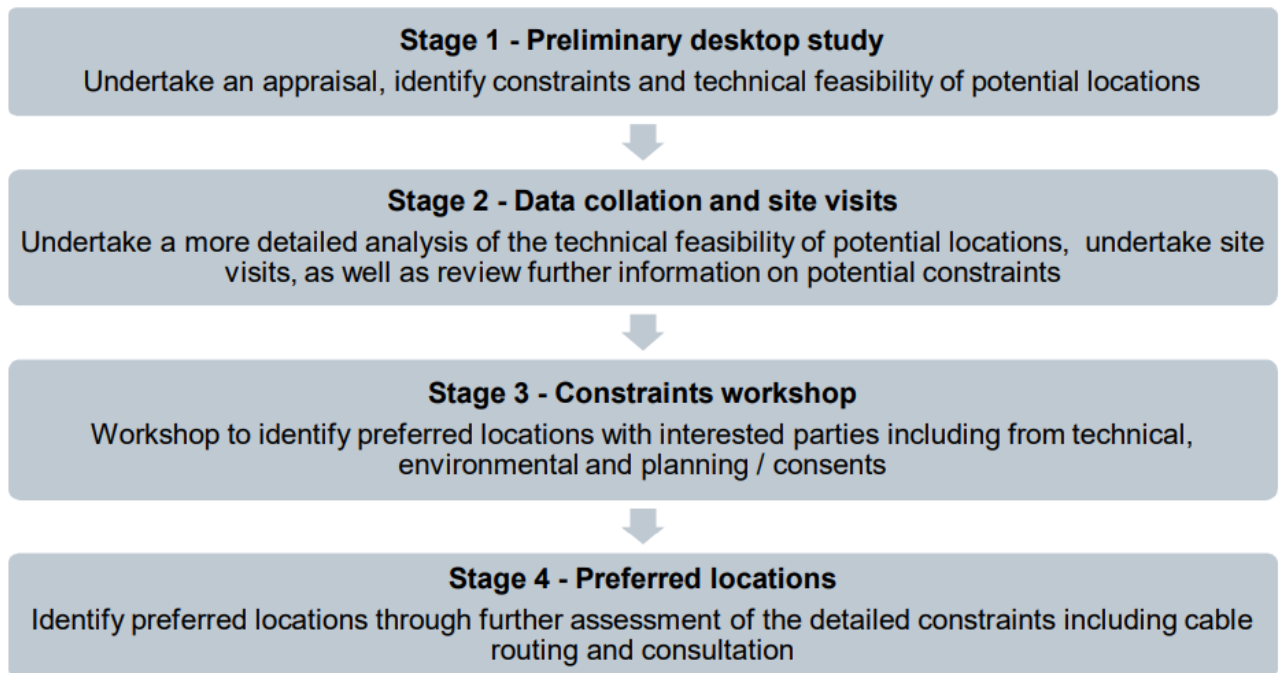 Stage 1 - Preliminary desktop study
Undertake an appraisal, identify constraints and technical feasibility of potential locations
Stage 2 - Data collation and site visits
Undertake a more detailed analysis of the technical feasibility of potential locations,  undertake site
visits, as well as review further information on potential constraints
Stage 3 - Constraints workshop
Workshop to identify preferred locations with interested parties including from technical,
environmental and planning / consents
Stage 4 - Preferred locations
Identify preferred locations through further assessment of the detailed constraints including cable
routing and consultation